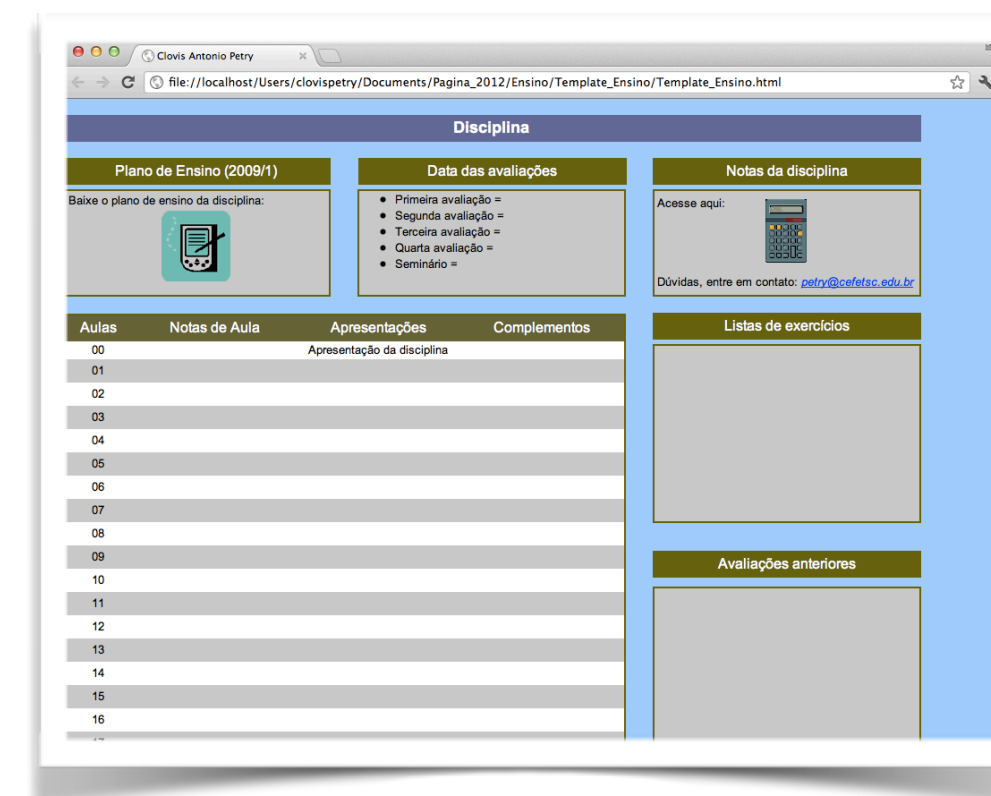 Clovis Antonio Petry
file://localhost/Users/clovispetry/Documents/Pagina_2012/Ensino/Template_Ensino/Template_Ensino.html
Disciplina
Plano de Ensino (2009/1)
Baixe o plano de ensino da disciplina:
Data das avaliações
Primeira avaliação =
Segunda avaliação =
Terceira avaliação =
Quarta avaliação =
Seminário =
Notas da disciplina
Acesse aqui:
Dúvidas, entre em contato: petry@cefetsc.edu.br
Aulas Notas de Aula Apresentações Complementos
00 Apresentação da disciplina
01
02
03
04
05
06
07
08
09
10
11
12
13
14
15
16
Listas de exercícios
Avaliações anteriores